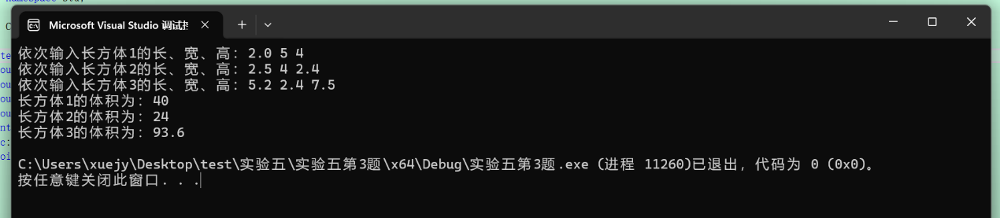 namespace std;
Microsoft Visual Studio 调试控
依次输入长方体1的长、宽、高：2.0 5 4
依次输入长方体2的长、宽、高：2.5 4 2.4
依次输入长方体3的长、宽、高：5.2 2.4 7.5
长方体1的体积为：40
长方体2的体积为：24
长方体3的体积为：93.6
C:\Users\xuejy\Desktop\test\实验五\实验五第3题\x64\Debug\实验五第3题.exe (进程 11260)已退出，代码为 0 (0x0)。
按任意键关闭此窗口. . .